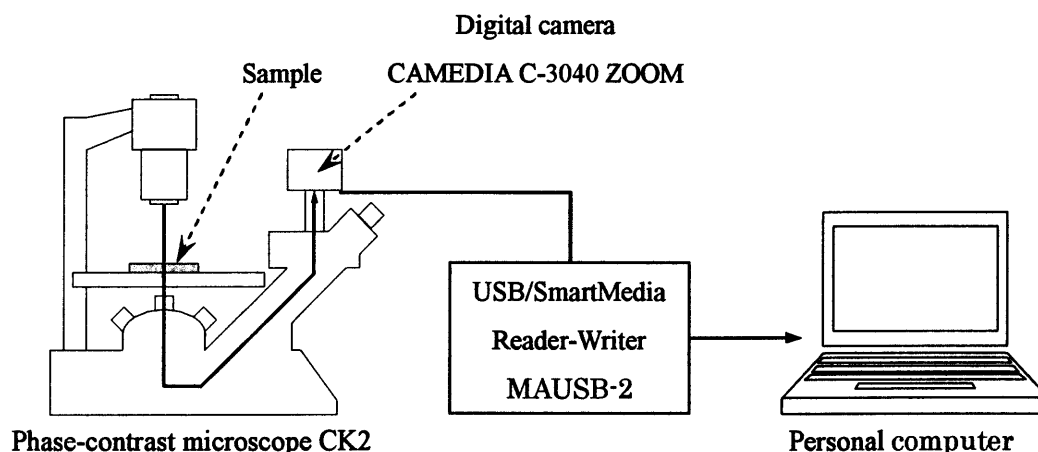 Digital camera
CAMEDIA C-3040 ZOOM
Sample
USB/SmartMedia
Reader-Writer
MAUSB-2
Phase-contrast microscope CK2
Personal computer